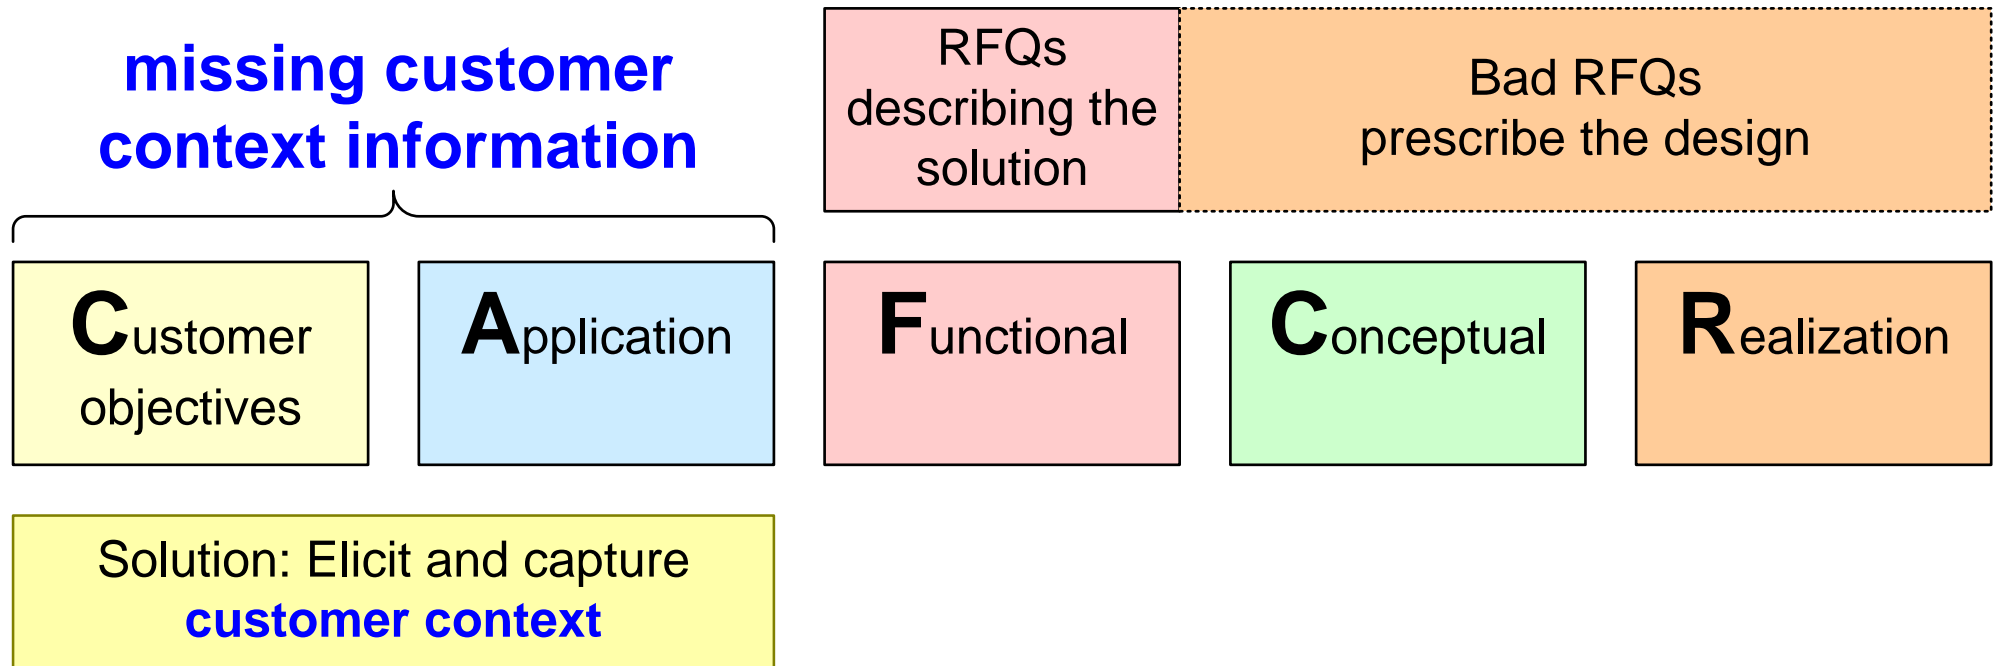 missing customer
context information
RFQs
describing the
solution
Bad RFQs
prescribe the design
Customer
objectives
Application
Functional
Conceptual
Realization
Solution: Elicit and capture
customer context